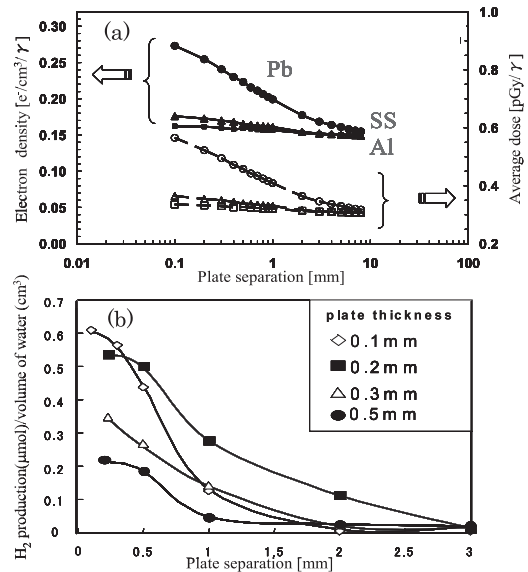 (a)
Electron density [e-/cm³/γ]
0.30
0.25
0.20
0.15
0.10
0.05
0.00
Pb
SS
Al
1.0
0.8
0.6
0.4
0.2
Average dose [pGy/γ]
0.01
0.1
1
10
100
Plate separation [mm]
(b)
H₂ production(μmol)/volume of water (cm³)
0.7
0.6
0.5
0.4
0.3
0.2
0.1
0
plate thickness
0.1mm
0.2mm
0.3mm
0.5mm
0
0.5
1
1.5
2
2.5
3
Plate separation [mm]